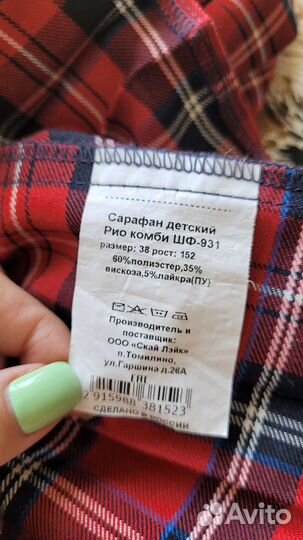 Сарафан детский
Рио комби ШФ-931
размер: 38 рост: 152
60%полиэстер,35%
вискоза,5%лайкра(ПУ)
Производитель и
поставщик:
ООО «Скай Лэйк»
п.Томилино,
ул.Гаршина д.26А
ЕАС
2 915988 381523
СДЕЛАНО В РОССИИ
Avito